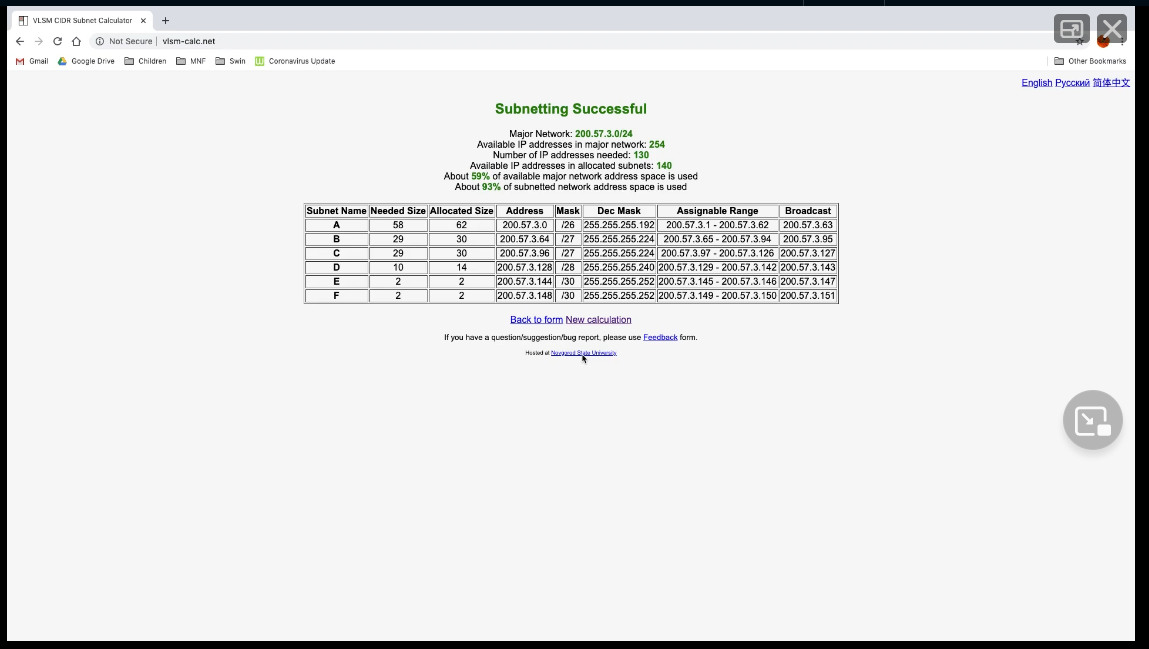 VLSM CIDR Subnet Calculator
Not Secure | vlsm-calc.net
Gmail Google Drive Children MNF Swin Coronavirus Update Other Bookmarks
English Русский 简体中文
Subnetting Successful
Major Network: 200.57.3.0/24
Available IP addresses in major network: 254
Number of IP addresses needed: 130
Available IP addresses in allocated subnets: 140
About 59% of available major network address space is used
About 93% of subnetted network address space is used
Subnet Name Needed Size Allocated Size Address Mask Dec Mask Assignable Range Broadcast
A 58 62 200.57.3.0 /26 255.255.255.192 200.57.3.1 - 200.57.3.62 200.57.3.63
B 29 30 200.57.3.64 /27 255.255.255.224 200.57.3.65 - 200.57.3.94 200.57.3.95
C 29 30 200.57.3.96 /27 255.255.255.224 200.57.3.97 - 200.57.3.126 200.57.3.127
D 10 14 200.57.3.128 /28 255.255.255.240 200.57.3.129 - 200.57.3.142 200.57.3.143
E 2 2 200.57.3.144 /30 255.255.255.252 200.57.3.145 - 200.57.3.146 200.57.3.147
F 2 2 200.57.3.148 /30 255.255.255.252 200.57.3.149 - 200.57.3.150 200.57.3.151
Back to form New calculation
If you have a question/suggestion/bug report, please use Feedback form.
Hosted at Novgorod State University